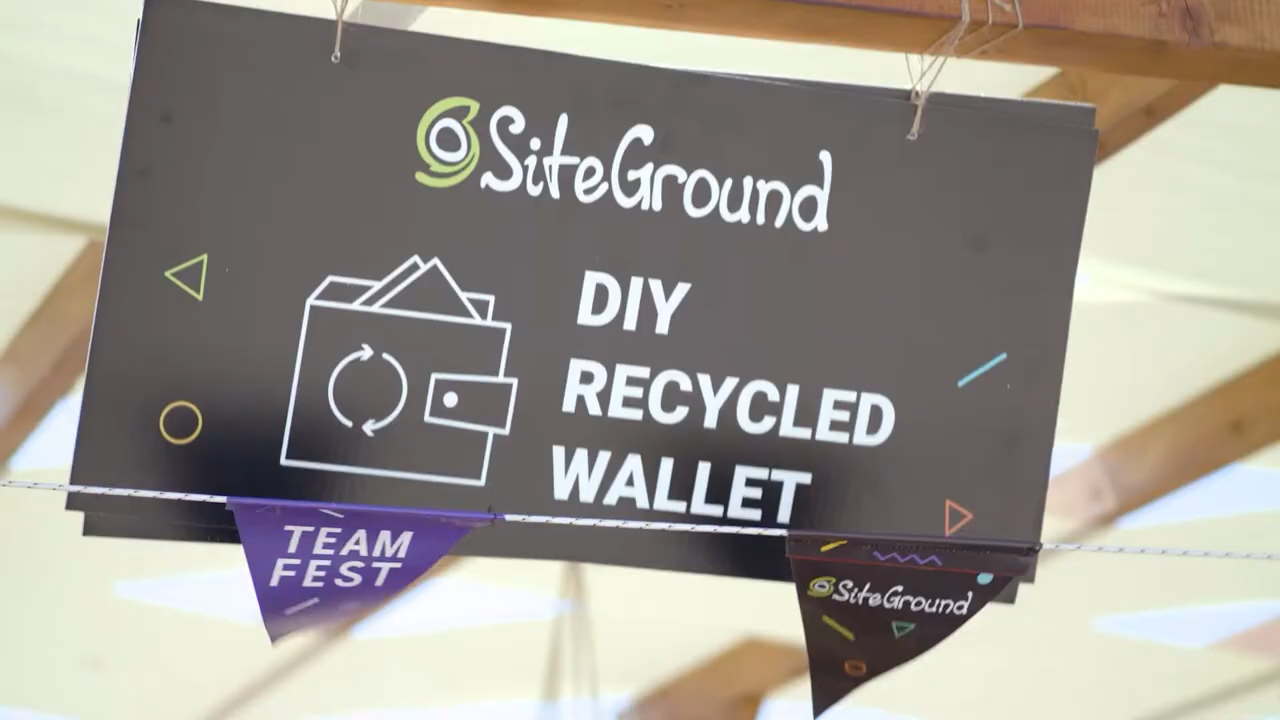 SiteGround
DIY
RECYCLED
WALLET
TEAM
FEST
SiteGround